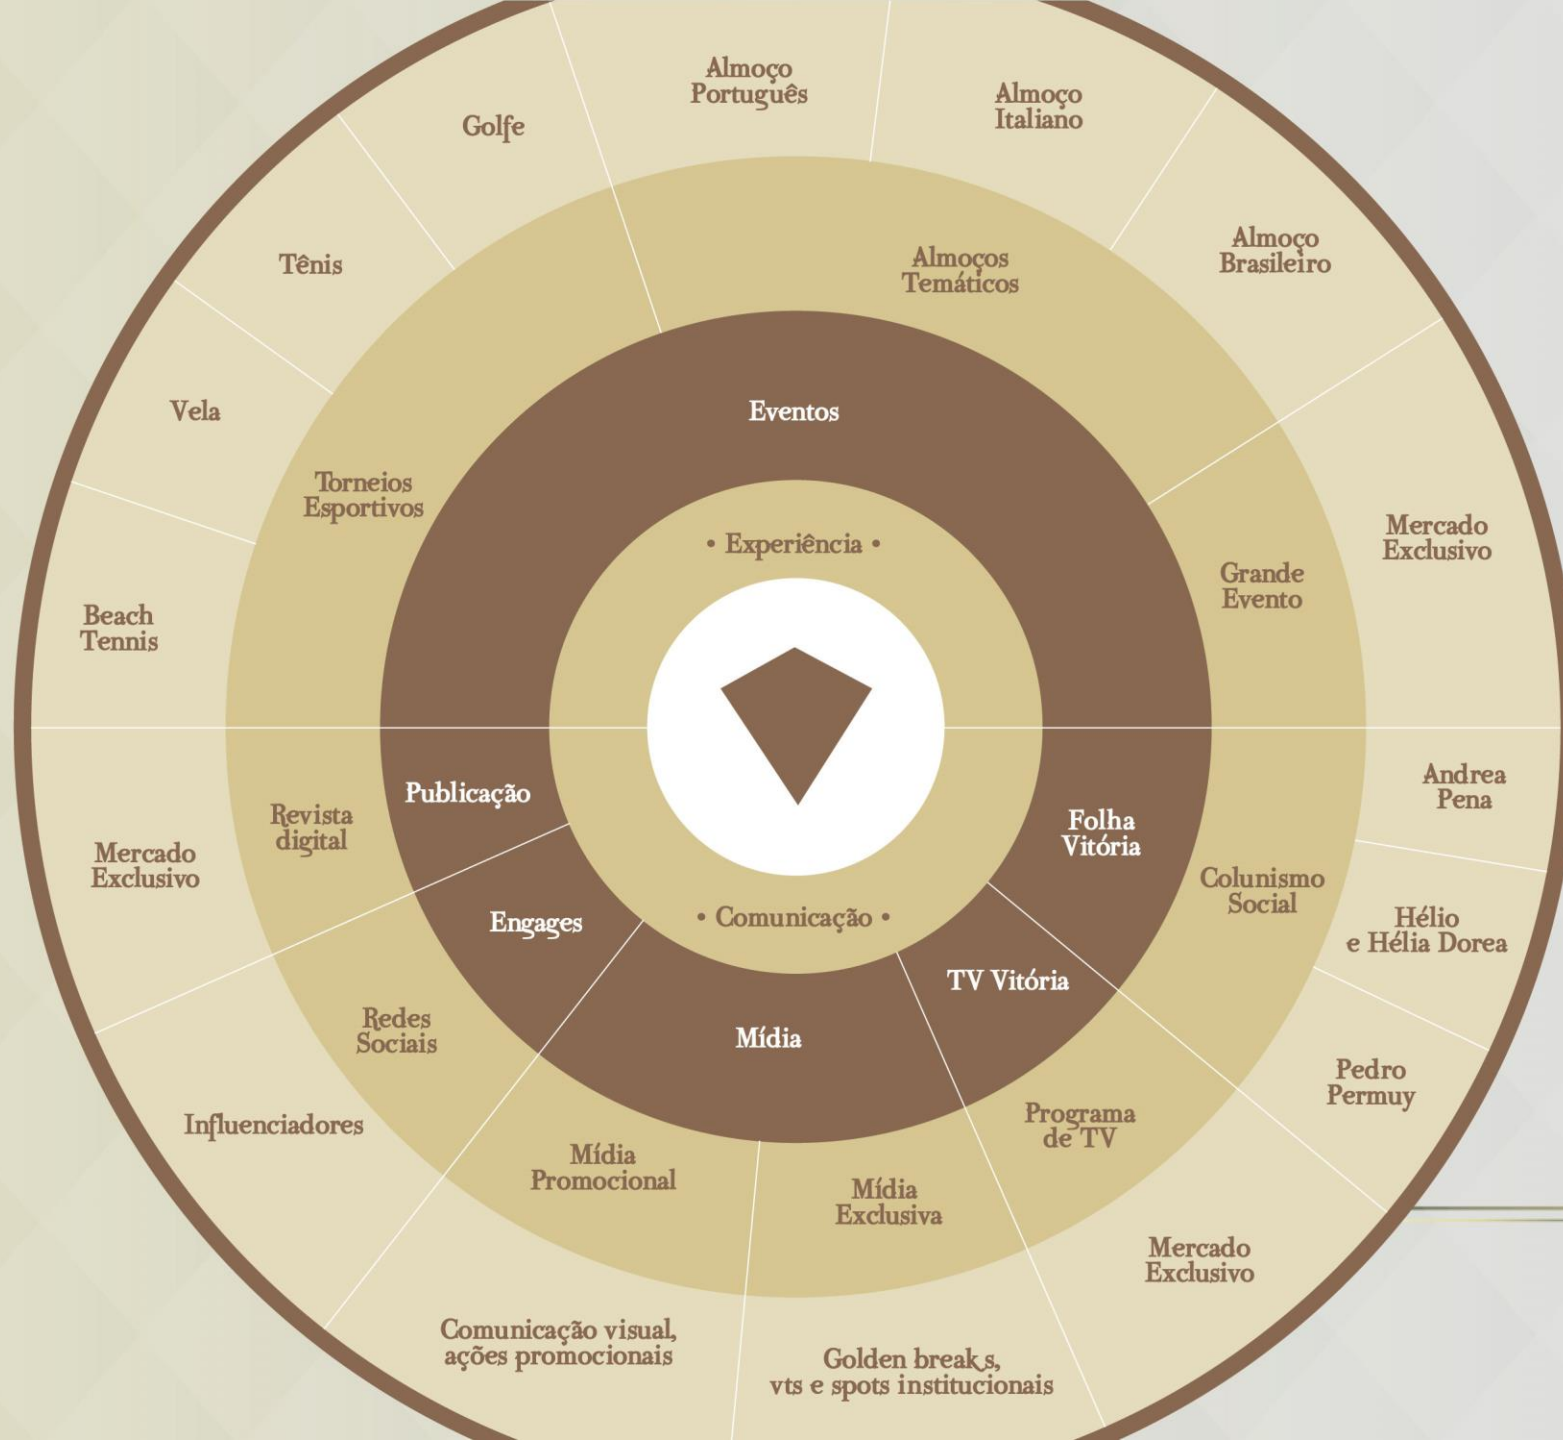 Almoço
Português
Almoço
Italiano
Golfe
Almoço
Brasileiro
Tênis
Almoços
Temáticos
Vela
Eventos
Torneios
Esportivos
Mercado
Exclusivo
• Experiência •
Grande
Evento
Beach
Tennis
Andrea
Pena
Publicação
Folha
Vitória
Revista
digital
Mercado
Exclusivo
Colunismo
Social
Engages
• Comunicação •
Hélio
e Hélia Dorea
TV Vitória
Redes
Sociais
Mídia
Pedro
Permuy
Influenciadores
Programa
de TV
Mídia
Promocional
Mídia
Exclusiva
Mercado
Exclusivo
Comunicação visual,
ações promocionais
Golden breaks,
vts e spots institucionais